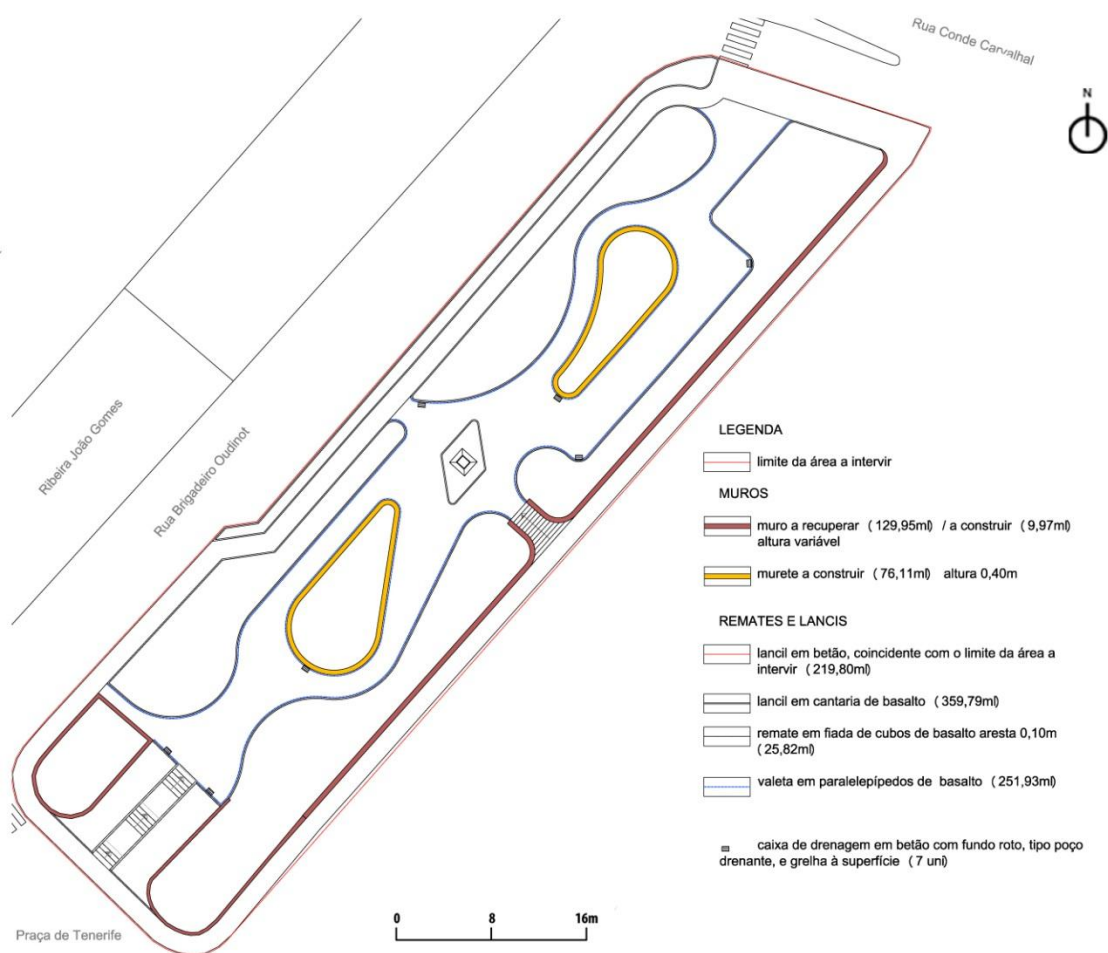 Rua Conde Carvalhal
N
Ribeira João Gomes
Rua Brigadeiro Oudinot
LEGENDA
limite da área a intervir
MUROS
muro a recuperar (129,95ml) / a construir (9,97ml)
altura variável
murete a construir (76,11ml) altura 0,40m
REMATES E LANCIS
lancil em betão, coincidente com o limite da área a
intervir (219,80ml)
lancil em cantaria de basalto (359,79ml)
remate em fiada de cubos de basalto aresta 0,10m
(25,82ml)
valeta em paralelepípedos de basalto (251,93ml)
caixa de drenagem em betão com fundo roto, tipo poço
drenante, e grelha à superfície (7 uni)
0 8 16m
Praça de Tenerife